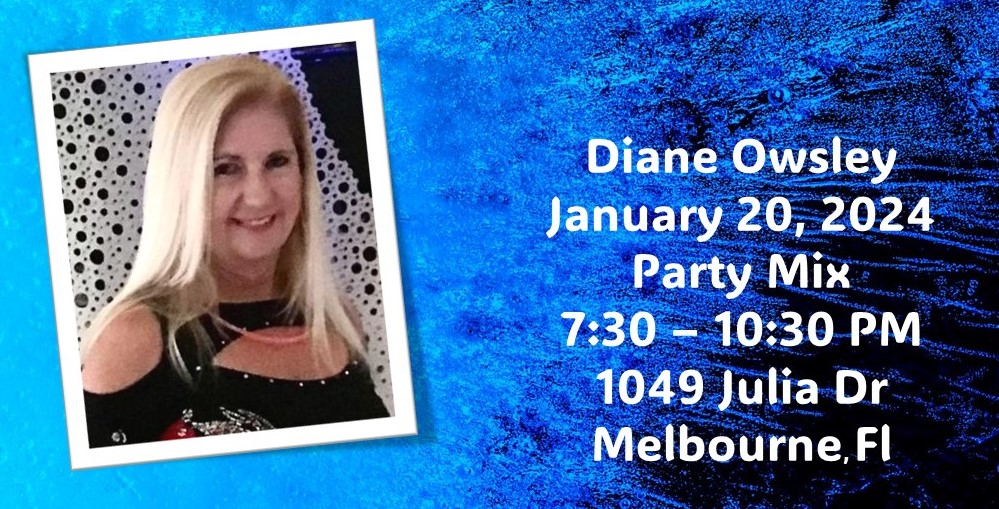 Diane Owsley
January 20, 2024
Party Mix
7:30 – 10:30 PM
1049 Julia Dr
Melbourne,Fl